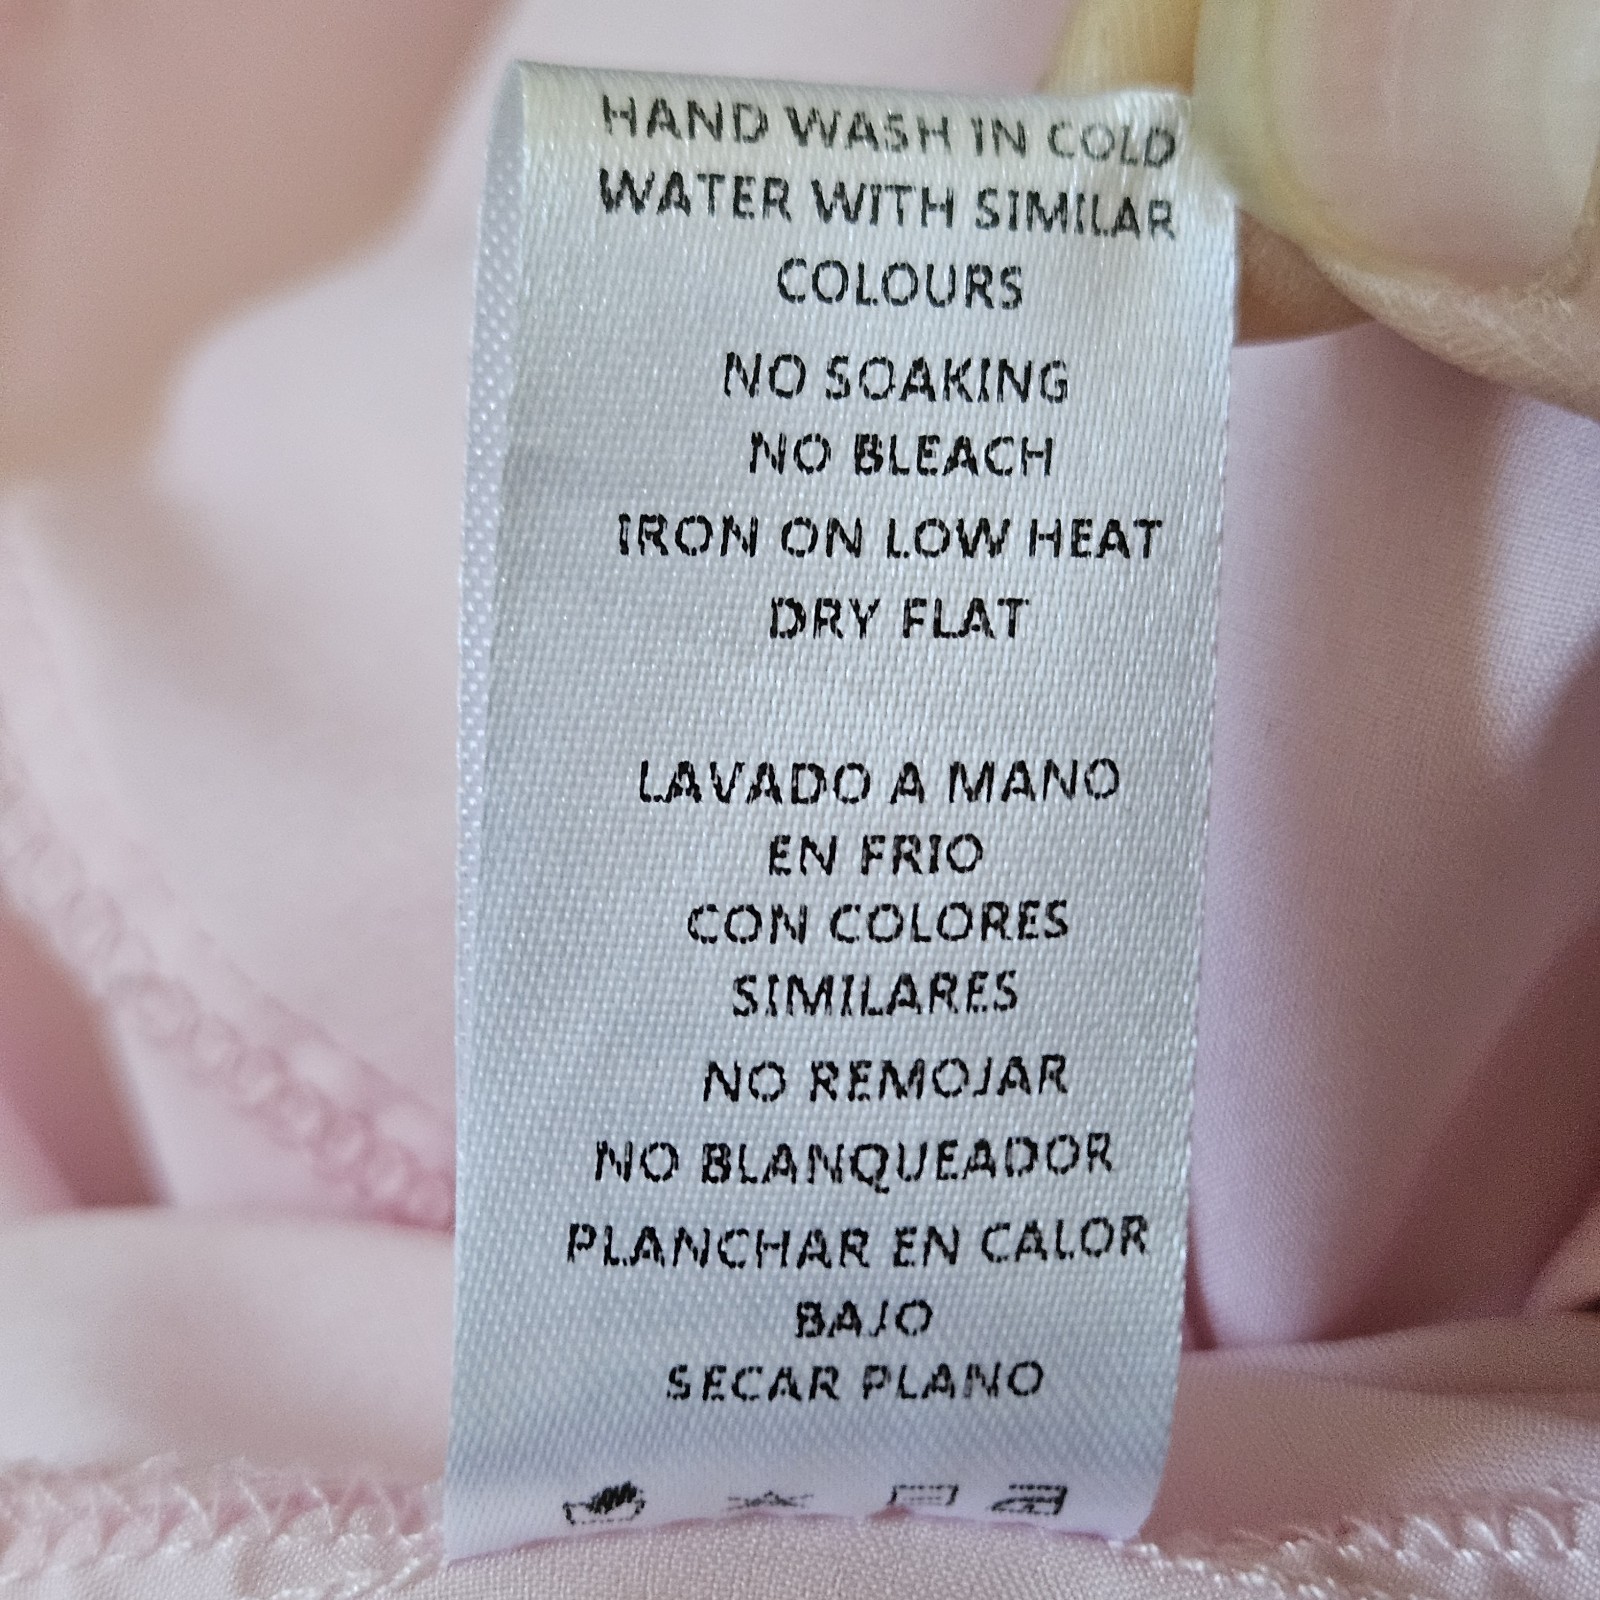 HAND WASH IN COLD
WATER WITH SIMILAR
COLOURS
NO SOAKING
NO BLEACH
IRON ON LOW HEAT
DRY FLAT
LAVADO A MANO
EN FRIO
CON COLORES
SIMILARES
NO REMOJAR
NO BLANQUEADOR
PLANCHAR EN CALOR
BAJO
SECAR PLANO